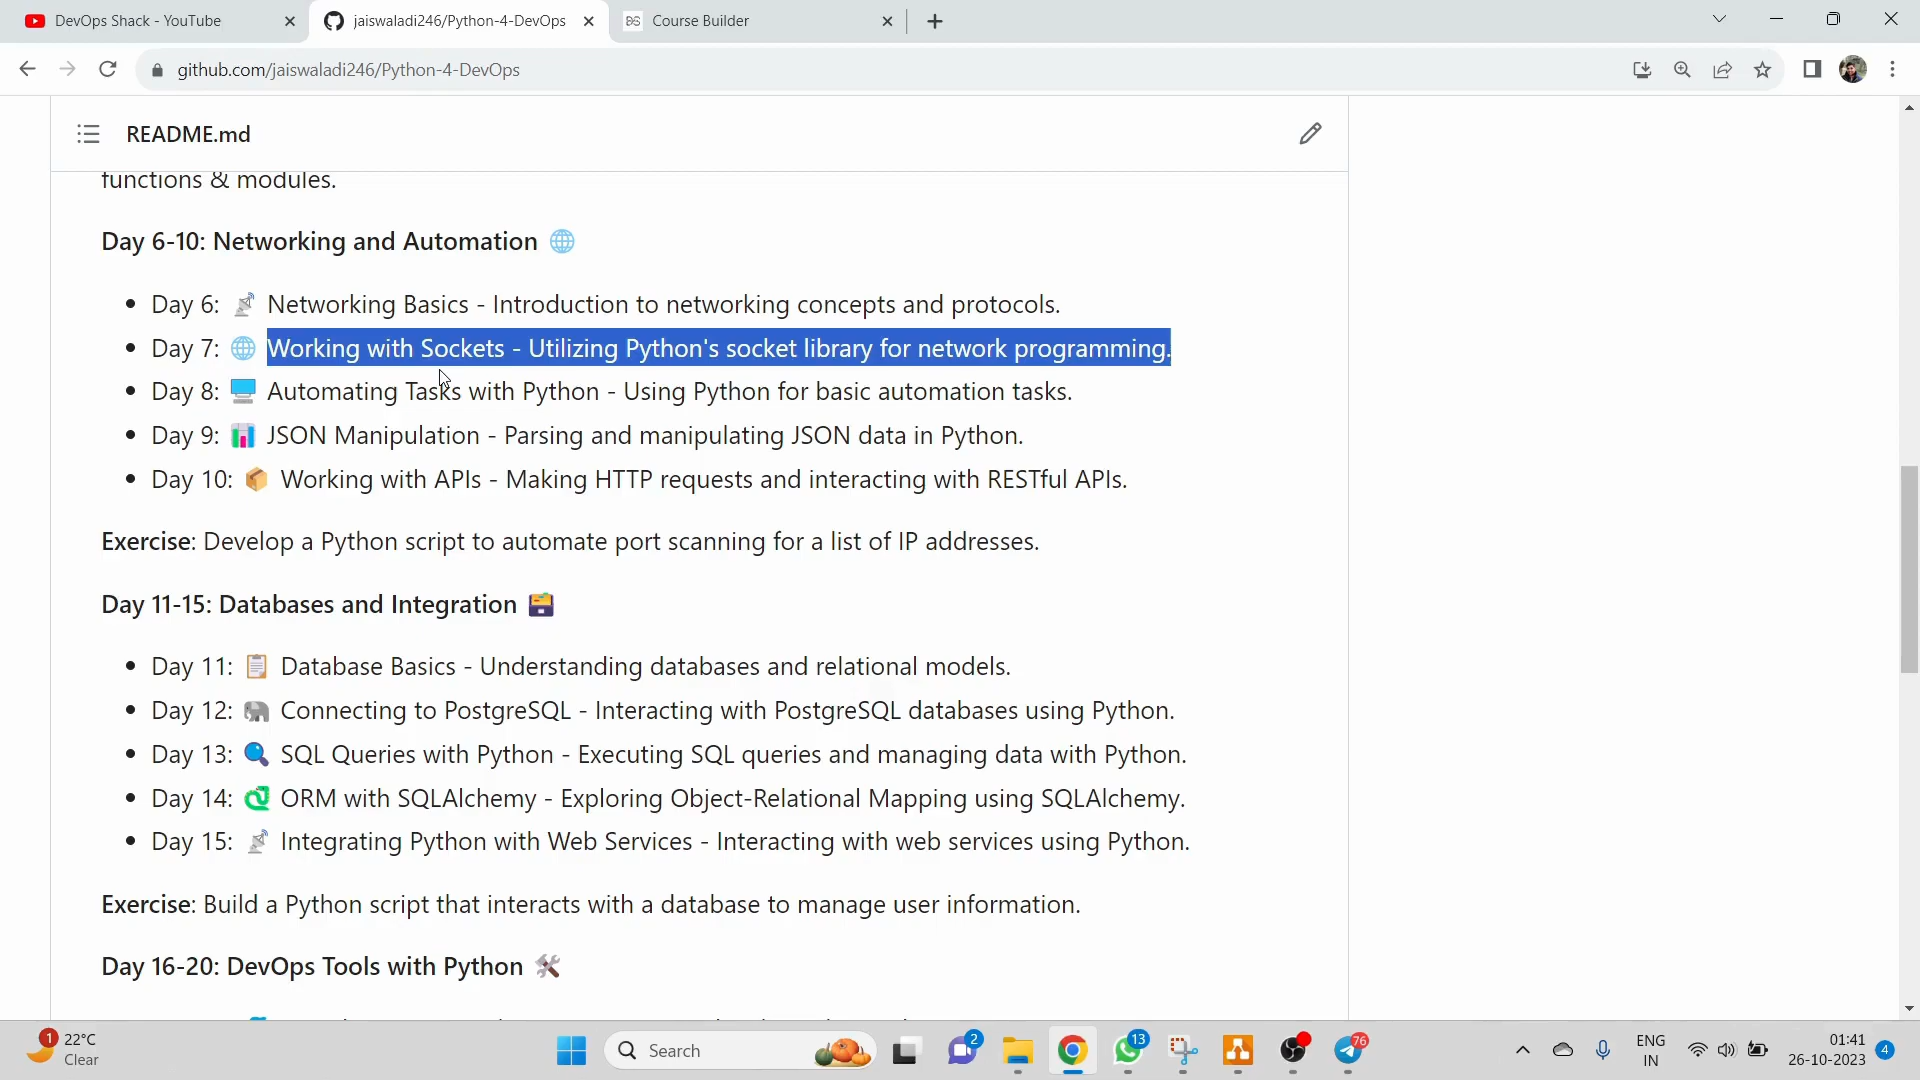 DevOps Shack - YouTube
jaiswaladi246/Python-4-DevOps
Course Builder
github.com/jaiswaladi246/Python-4-DevOps
README.md
functions & modules.
Day 6-10: Networking and Automation
Day 6: Networking Basics - Introduction to networking concepts and protocols.
Day 7: Working with Sockets - Utilizing Python's socket library for network programming.
Day 8: Automating Tasks with Python - Using Python for basic automation tasks.
Day 9: JSON Manipulation - Parsing and manipulating JSON data in Python.
Day 10: Working with APIs - Making HTTP requests and interacting with RESTful APIs.
Exercise: Develop a Python script to automate port scanning for a list of IP addresses.
Day 11-15: Databases and Integration
Day 11: Database Basics - Understanding databases and relational models.
Day 12: Connecting to PostgreSQL - Interacting with PostgreSQL databases using Python.
Day 13: SQL Queries with Python - Executing SQL queries and managing data with Python.
Day 14: ORM with SQLAlchemy - Exploring Object-Relational Mapping using SQLAlchemy.
Day 15: Integrating Python with Web Services - Interacting with web services using Python.
Exercise: Build a Python script that interacts with a database to manage user information.
Day 16-20: DevOps Tools with Python
1
22°C
Clear
Search
2
13
76
ENG
IN
01:41
26-10-2023
4